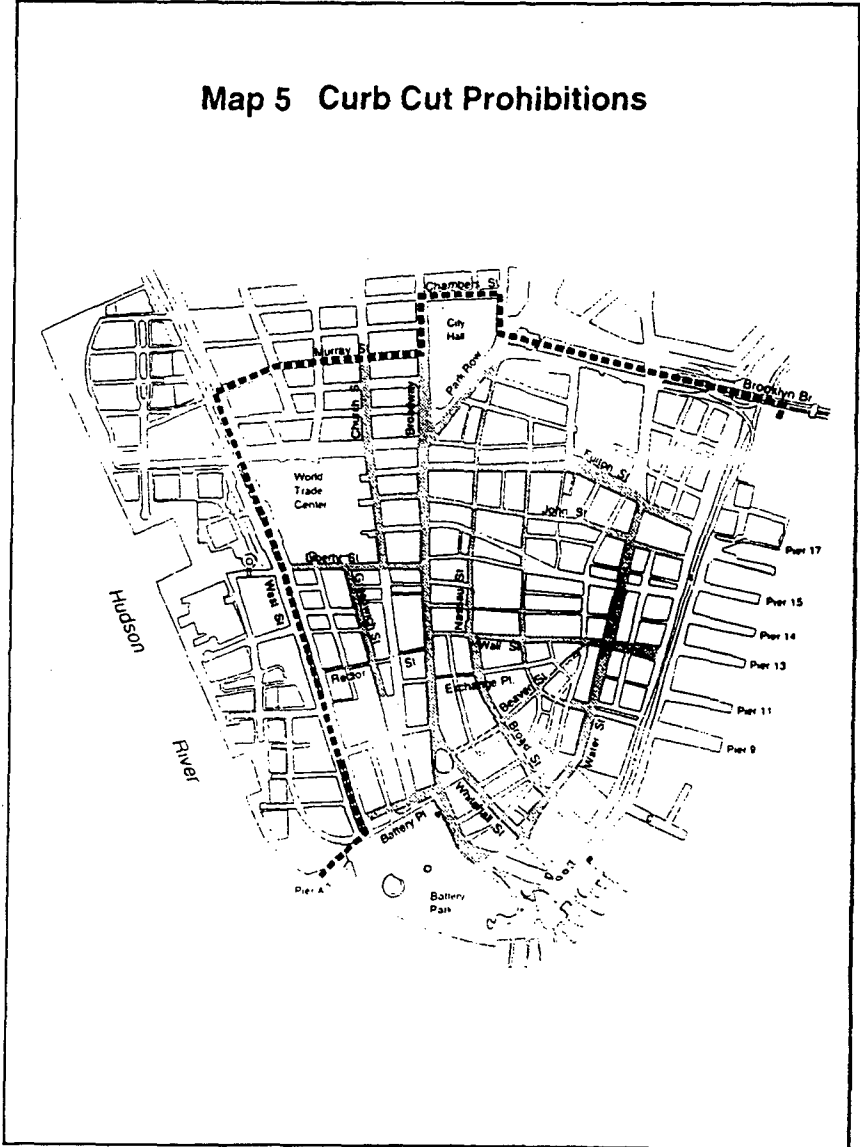 Map 5 Curb Cut Prohibitions
Chambers St
City
Hall
Murray St
Park Row
Brooklyn Br
Church St
Broadway
Fulton St
World
Trade
Center
John St
Pier 17
Liberty St
Greenwich St
Nassau St
West St
Pier 15
Hudson
Pier 14
Wall St
Pier 13
Rector St
Exchange Pl.
Beaver St
Pier 11
Broad St
River
Water St
Pier 9
Whitehall St
Battery Pl
Pier A
Battery
Park